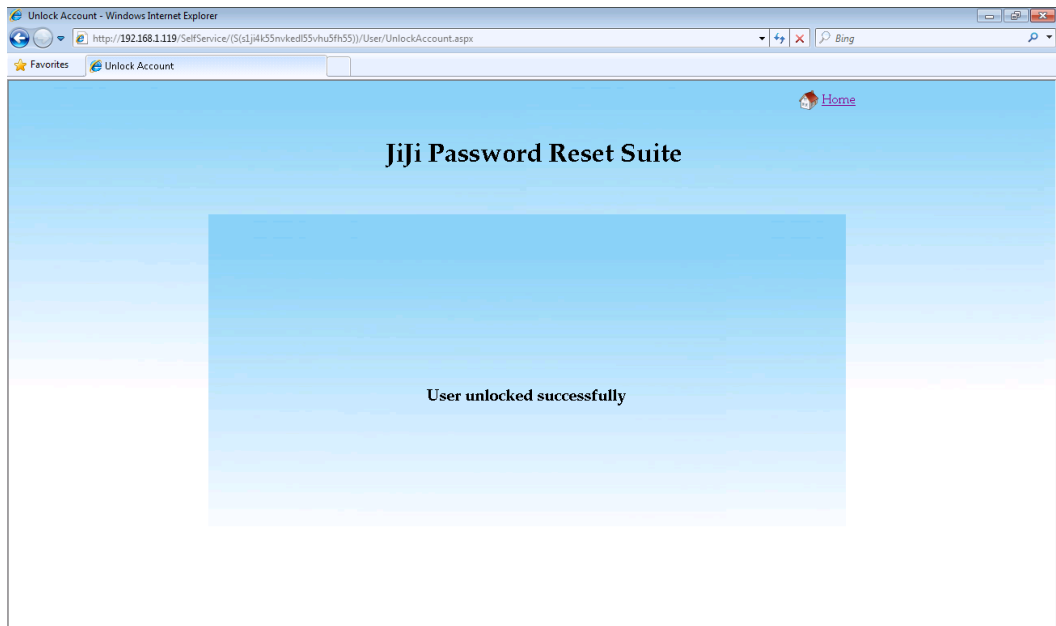 Unlock Account - Windows Internet Explorer
http://192.168.1.119/SelfService/(S(s1ji4k55nvkedl55vhu5fh55))/User/UnlockAccount.aspx
Bing
Favorites
Unlock Account
Home
JiJi Password Reset Suite
User unlocked successfully